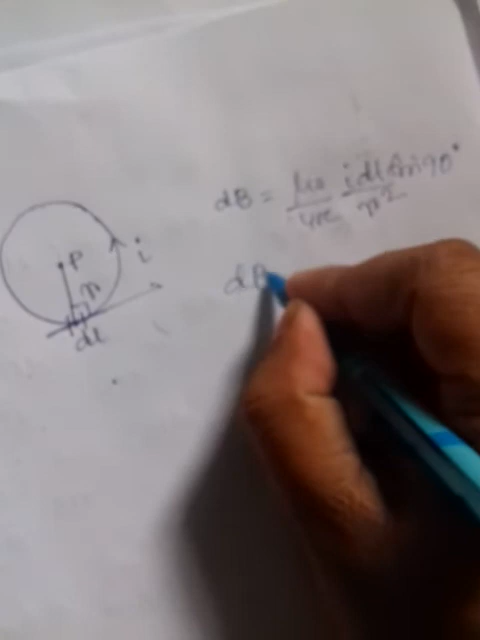 dB = μ₀/4π idl sin90°/r²
P
i
r
dl
dB